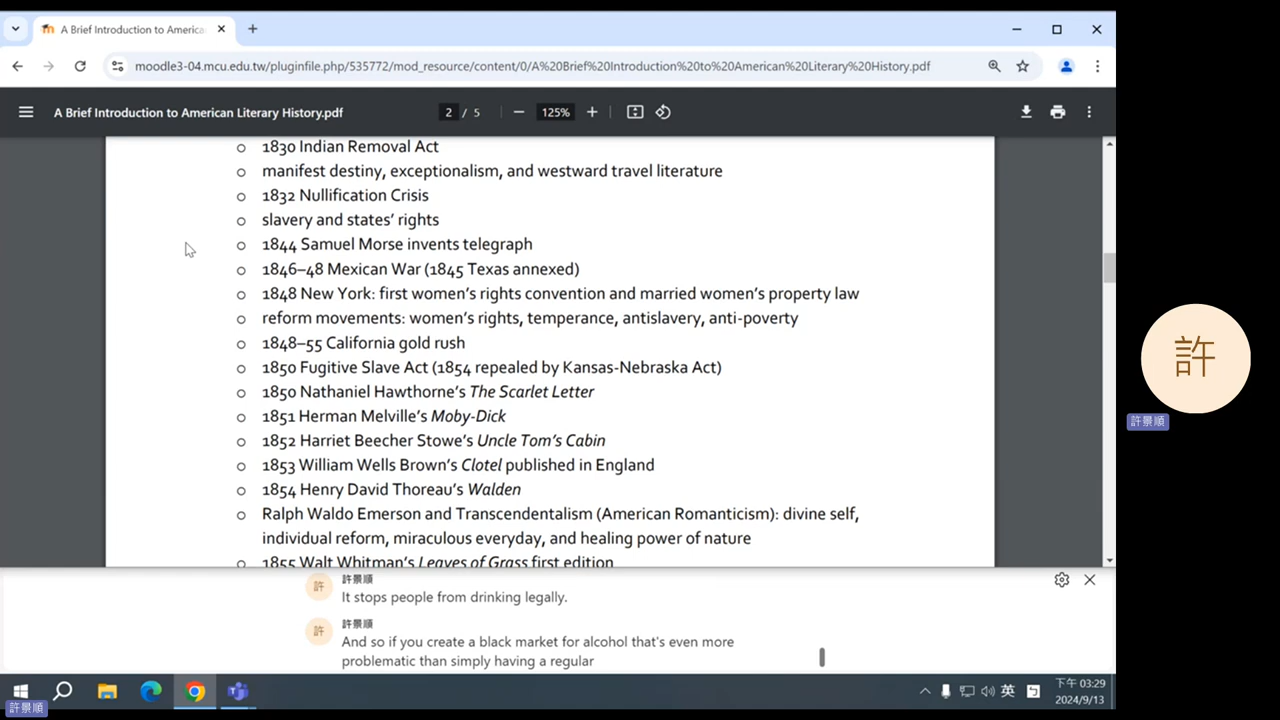 A Brief Introduction to America
moodle3-04.mcu.edu.tw/pluginfile.php/535772/mod_resource/content/0/A%20Brief%20Introduction%20to%20American%20Literary%20History.pdf
A Brief Introduction to American Literary History.pdf
2 / 5
125%
1830 Indian Removal Act
manifest destiny, exceptionalism, and westward travel literature
1832 Nullification Crisis
slavery and states' rights
1844 Samuel Morse invents telegraph
1846–48 Mexican War (1845 Texas annexed)
1848 New York: first women's rights convention and married women's property law
reform movements: women's rights, temperance, antislavery, anti-poverty
1848–55 California gold rush
1850 Fugitive Slave Act (1854 repealed by Kansas-Nebraska Act)
1850 Nathaniel Hawthorne's The Scarlet Letter
1851 Herman Melville's Moby-Dick
1852 Harriet Beecher Stowe's Uncle Tom's Cabin
1853 William Wells Brown's Clotel published in England
1854 Henry David Thoreau's Walden
Ralph Waldo Emerson and Transcendentalism (American Romanticism): divine self,
individual reform, miraculous everyday, and healing power of nature
1855 Walt Whitman's Leaves of Grass first edition
許
許景順
許
許景順
It stops people from drinking legally.
許
許景順
And so if you create a black market for alcohol that's even more
problematic than simply having a regular
英
ㄅ
下午 03:29
2024/9/13
許景順